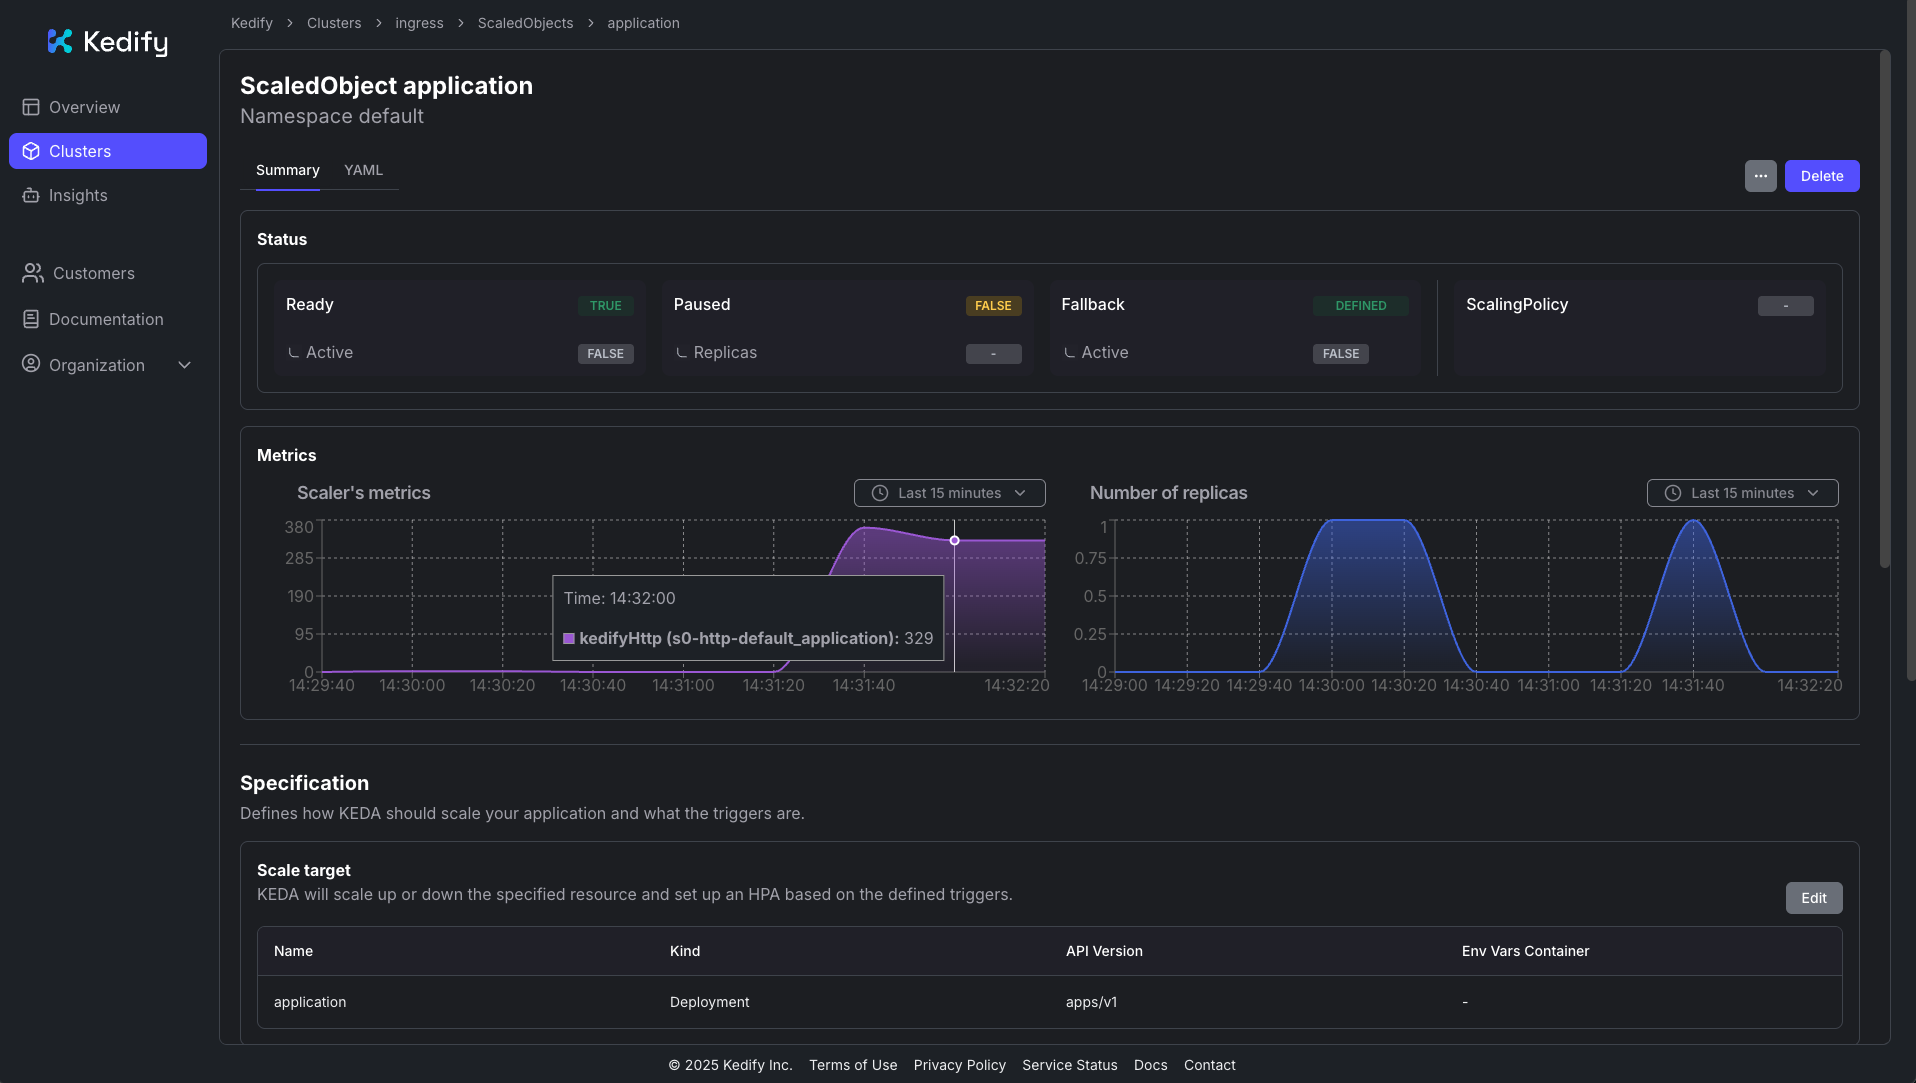 Kedify
Overview
Clusters
Insights
Customers
Documentation
Organization
Kedify > Clusters > ingress > ScaledObjects > application
ScaledObject application
Namespace default
Summary YAML
... Delete
Status
Ready TRUE
Active FALSE
Paused FALSE
Replicas -
Fallback DEFINED
Active FALSE
ScalingPolicy -
Metrics
Scaler's metrics Last 15 minutes
380
285
190
95
0
14:29:40 14:30:00 14:30:20 14:30:40 14:31:00 14:31:20 14:31:40 14:32:20
Time: 14:32:00
kedifyHttp (s0-http-default_application): 329
Number of replicas Last 15 minutes
1
0.75
0.5
0.25
0
14:29:00 14:29:20 14:29:40 14:30:00 14:30:20 14:30:40 14:31:00 14:31:20 14:31:40 14:32:20
Specification
Defines how KEDA should scale your application and what the triggers are.
Scale target
KEDA will scale up or down the specified resource and set up an HPA based on the defined triggers.
Edit
Name Kind API Version Env Vars Container
application Deployment apps/v1 -
© 2025 Kedify Inc. Terms of Use Privacy Policy Service Status Docs Contact